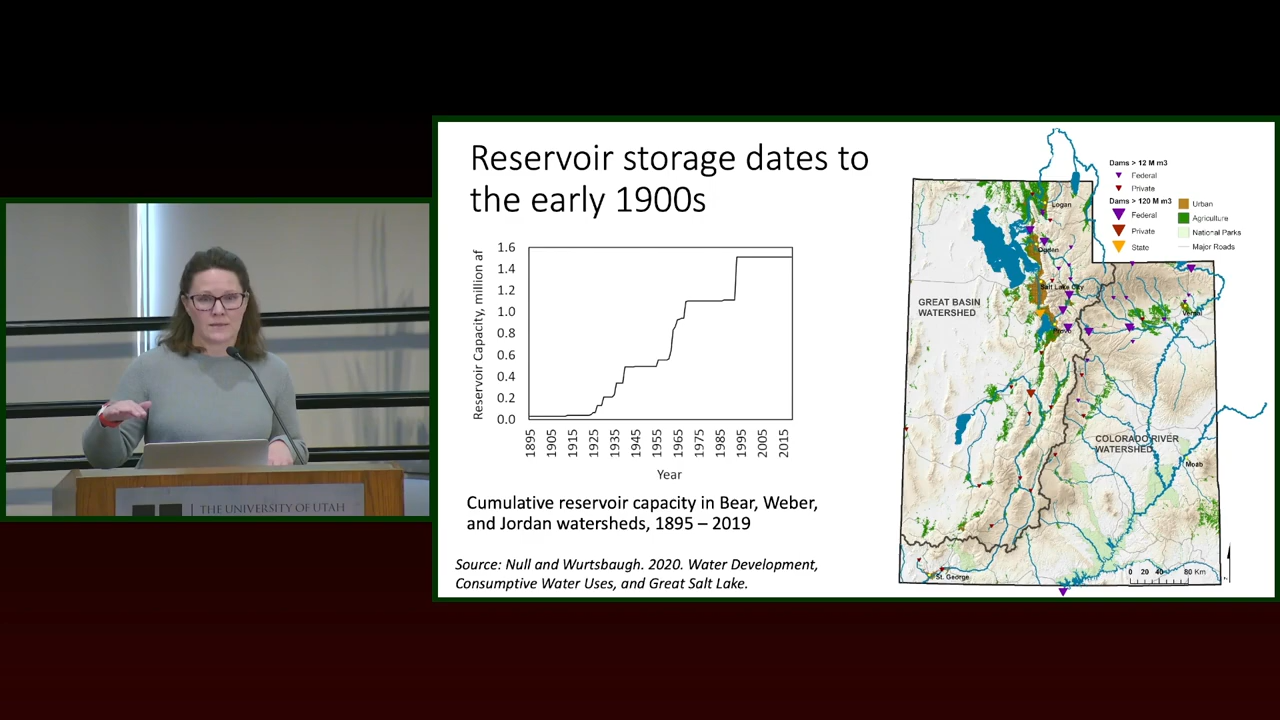 Reservoir storage dates to
the early 1900s
Reservoir Capacity, million af
1.6
1.4
1.2
1.0
0.8
0.6
0.4
0.2
0.0
1895
1905
1915
1925
1935
1945
1955
1965
1975
1985
1995
2005
2015
Year
Cumulative reservoir capacity in Bear, Weber,
and Jordan watersheds, 1895 – 2019
Source: Null and Wurtsbaugh. 2020. Water Development,
Consumptive Water Uses, and Great Salt Lake.
Dams > 12 M m3
Federal
Private
Dams > 120 M m3
Federal
Private
State
Urban
Agriculture
National Parks
Major Roads
Logan
Ogden
Salt Lake City
GREAT BASIN
WATERSHED
Vernal
Provo
COLORADO RIVER
WATERSHED
Moab
St. George
0 20 40 80 Km
THE UNIVERSITY OF UTAH